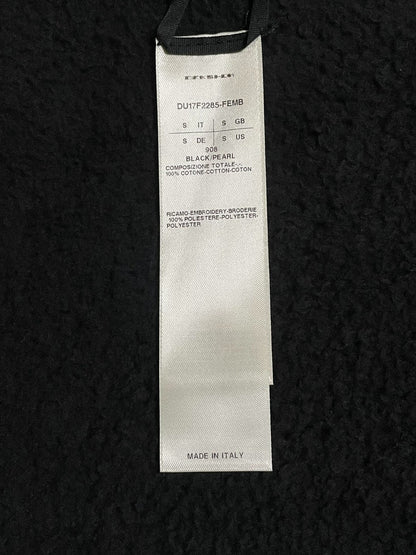 DRKSHDW
DU17F2285-FEMB
S IT S GB
S DE S US
908
BLACK/PEARL
COMPOSIZIONE TOTALE-.-.
100% COTONE-COTTON-COTON
RICAMO-EMBROIDERY-BRODERIE
100% POLIESTERE-POLYESTER-
POLYESTER
MADE IN ITALY